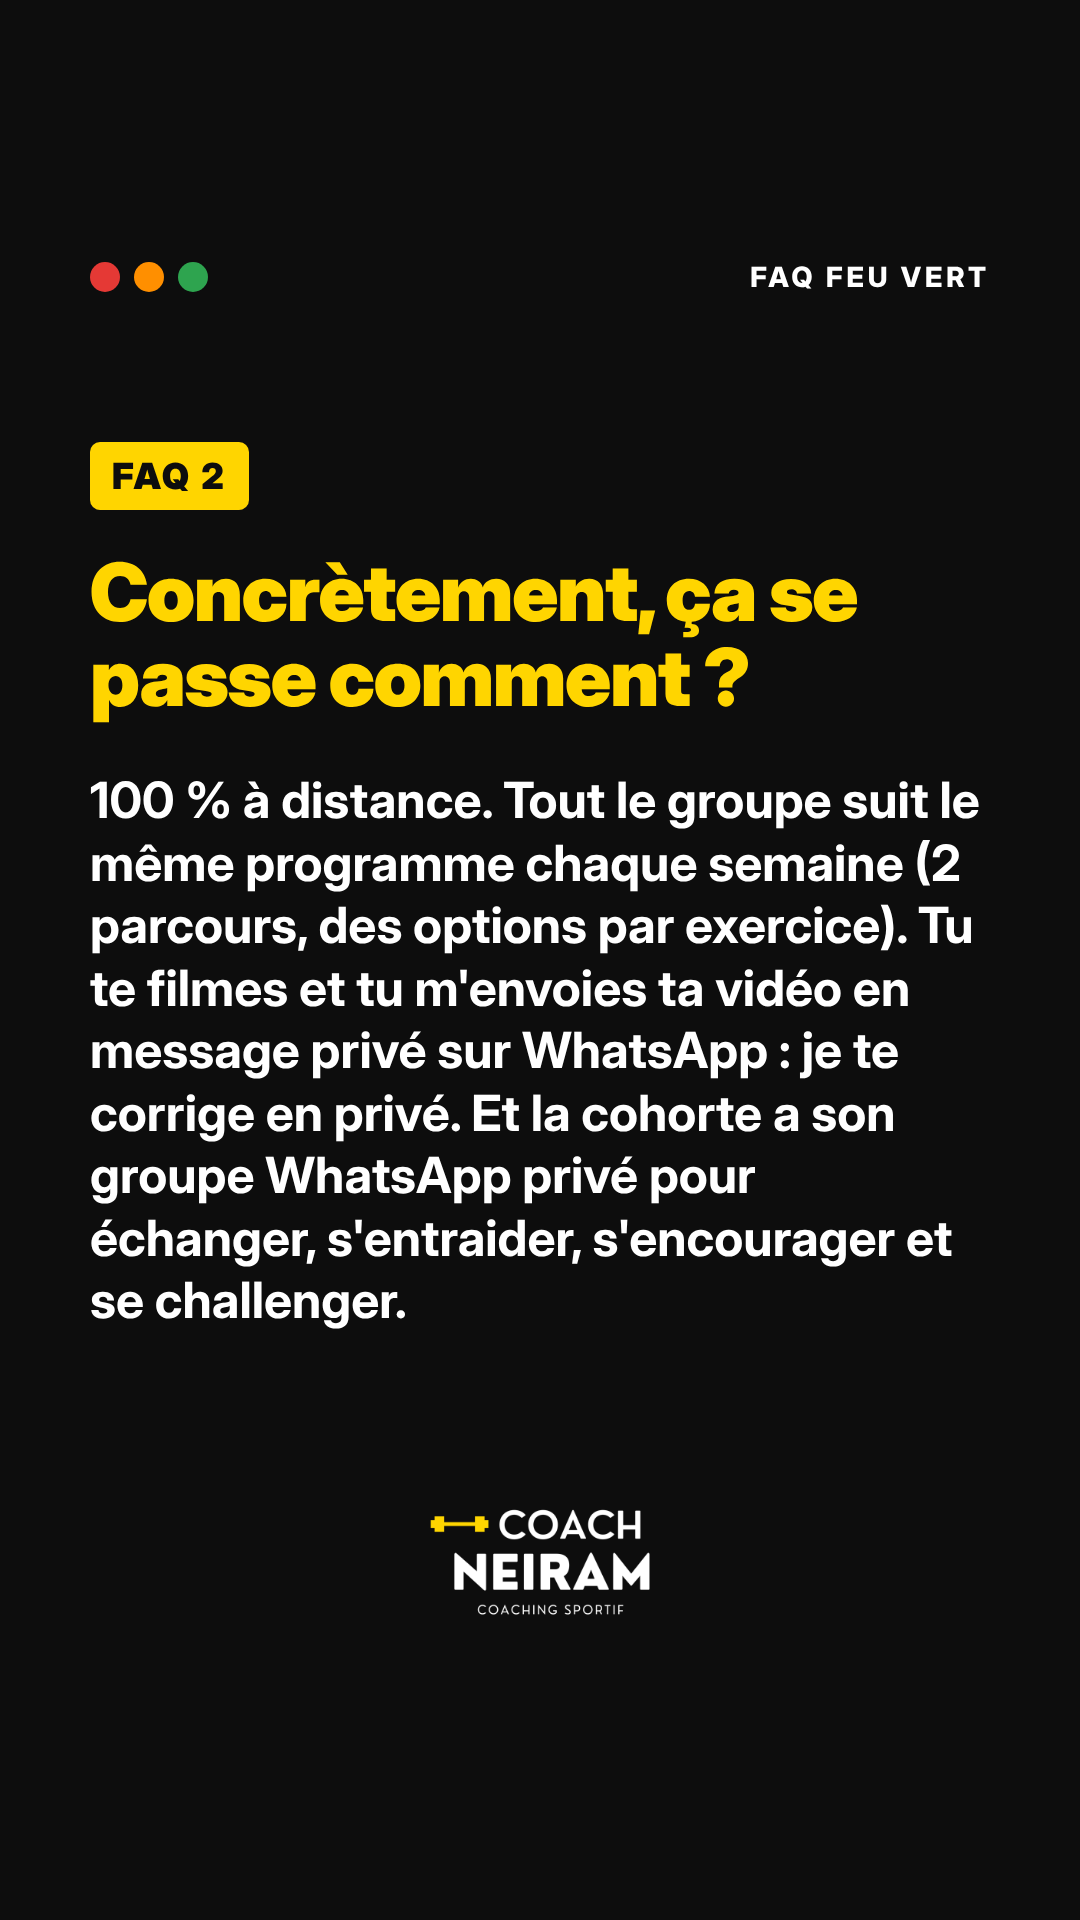 FAQ FEU VERT
FAQ 2
Concrètement, ça se
passe comment ?
100 % à distance. Tout le groupe suit le
même programme chaque semaine (2
parcours, des options par exercice). Tu
te filmes et tu m'envoies ta vidéo en
message privé sur WhatsApp : je te
corrige en privé. Et la cohorte a son
groupe WhatsApp privé pour
échanger, s'entraider, s'encourager et
se challenger.
COACH
NEIRAM
COACHING SPORTIF